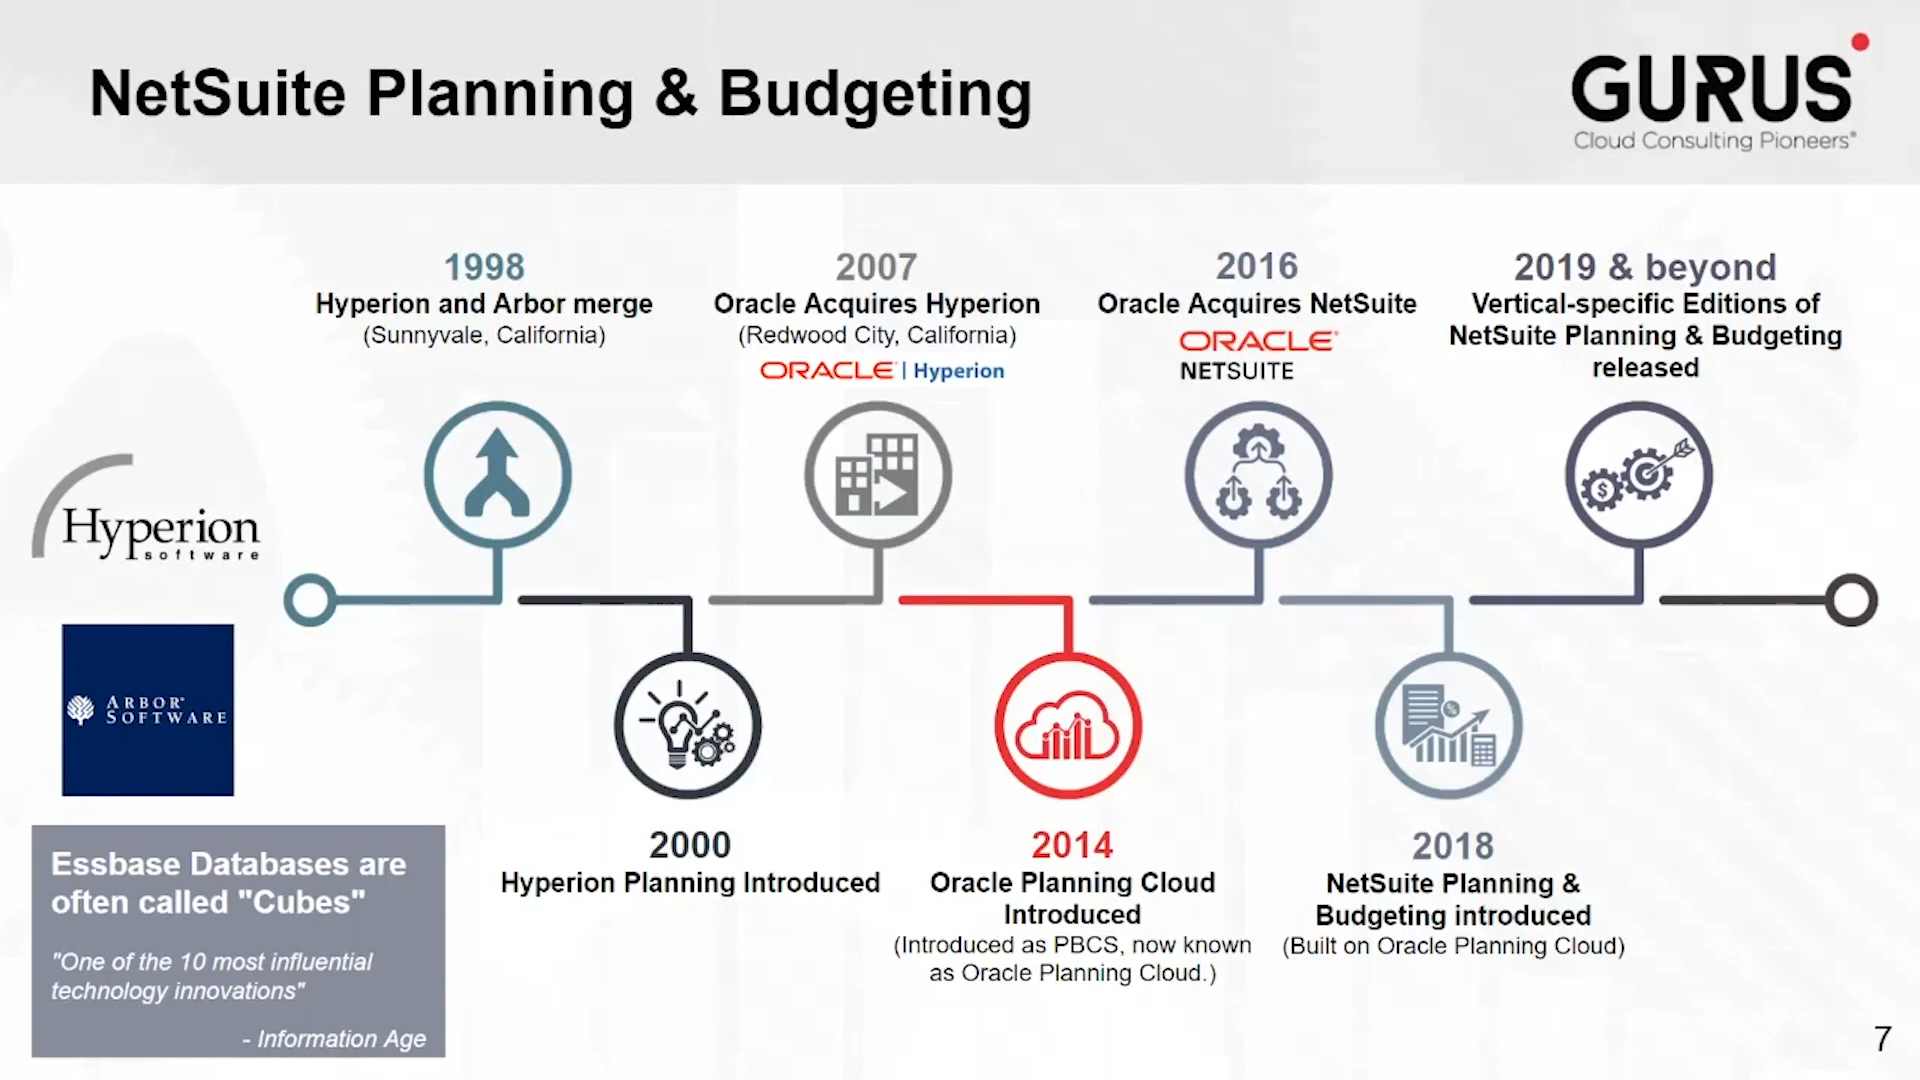 NetSuite Planning & Budgeting
GURUS
Cloud Consulting Pioneers®
1998
Hyperion and Arbor merge
(Sunnyvale, California)
2007
Oracle Acquires Hyperion
(Redwood City, California)
ORACLE® | Hyperion
2016
Oracle Acquires NetSuite
ORACLE®
NETSUITE
2019 & beyond
Vertical-specific Editions of
NetSuite Planning & Budgeting
released
Hyperion
software
ARBOR®
SOFTWARE
$
%
2000
Hyperion Planning Introduced
2014
Oracle Planning Cloud
Introduced
(Introduced as PBCS, now known
as Oracle Planning Cloud.)
2018
NetSuite Planning &
Budgeting introduced
(Built on Oracle Planning Cloud)
Essbase Databases are
often called "Cubes"
"One of the 10 most influential
technology innovations"
- Information Age
7